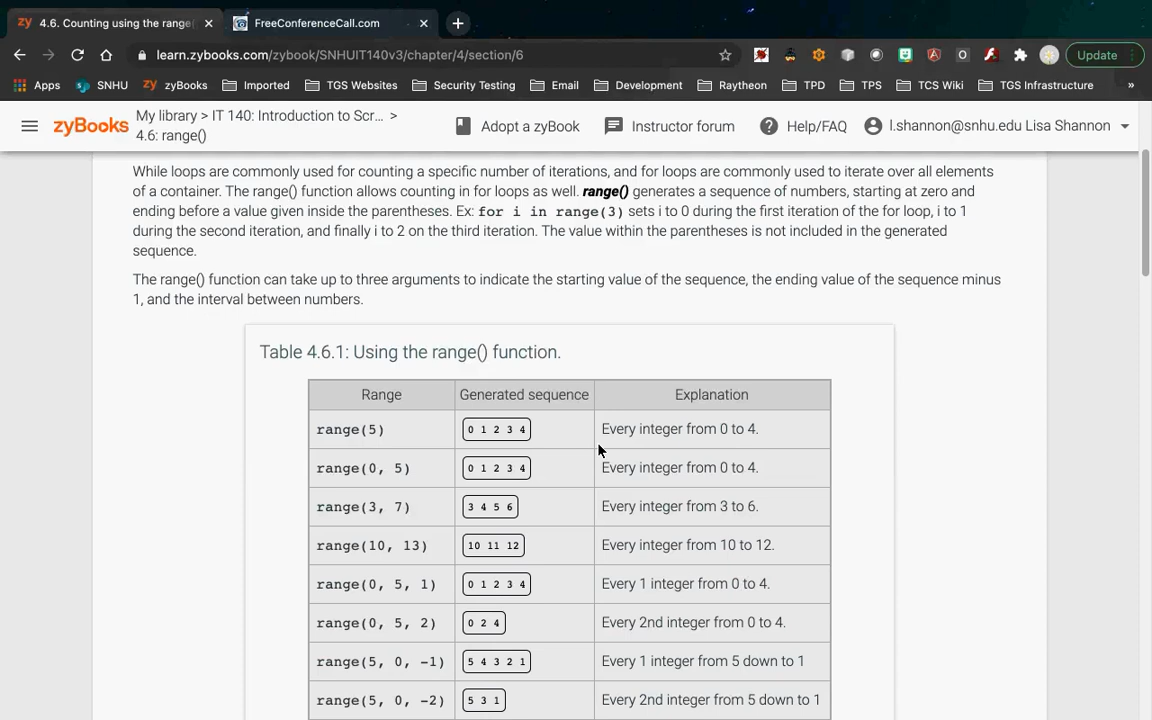 zy 4.6. Counting using the range
FreeConferenceCall.com
learn.zybooks.com/zybook/SNHUIT140v3/chapter/4/section/6
Update
Apps SNHU zy zyBooks Imported TGS Websites Security Testing Email Development Raytheon TPD TPS TCS Wiki TGS Infrastructure »
zyBooks
My library > IT 140: Introduction to Scr... >
4.6: range()
Adopt a zyBook
Instructor forum
Help/FAQ
l.shannon@snhu.edu Lisa Shannon
While loops are commonly used for counting a specific number of iterations, and for loops are commonly used to iterate over all elements
of a container. The range() function allows counting in for loops as well. range() generates a sequence of numbers, starting at zero and
ending before a value given inside the parentheses. Ex: for i in range(3) sets i to 0 during the first iteration of the for loop, i to 1
during the second iteration, and finally i to 2 on the third iteration. The value within the parentheses is not included in the generated
sequence.
The range() function can take up to three arguments to indicate the starting value of the sequence, the ending value of the sequence minus
1, and the interval between numbers.
Table 4.6.1: Using the range() function.
Range Generated sequence Explanation
range(5) 0 1 2 3 4 Every integer from 0 to 4.
range(0, 5) 0 1 2 3 4 Every integer from 0 to 4.
range(3, 7) 3 4 5 6 Every integer from 3 to 6.
range(10, 13) 10 11 12 Every integer from 10 to 12.
range(0, 5, 1) 0 1 2 3 4 Every 1 integer from 0 to 4.
range(0, 5, 2) 0 2 4 Every 2nd integer from 0 to 4.
range(5, 0, -1) 5 4 3 2 1 Every 1 integer from 5 down to 1
range(5, 0, -2) 5 3 1 Every 2nd integer from 5 down to 1